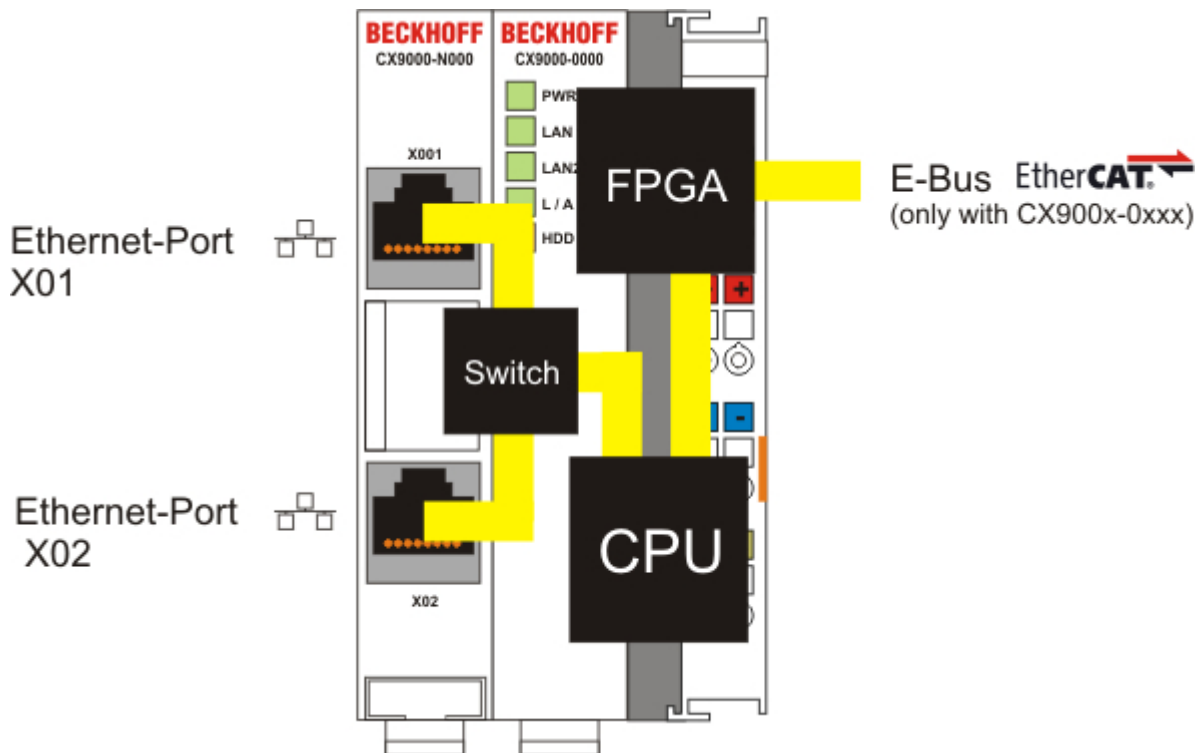 BECKHOFF
CX9000-N000
BECKHOFF
CX9000-0000
PWR
LAN
LAN2
L / A
HDD
X001
FPGA
E-Bus EtherCAT.
(only with CX900x-0xxx)
Ethernet-Port
X01
+
Switch
-
Ethernet-Port
X02
CPU
X02